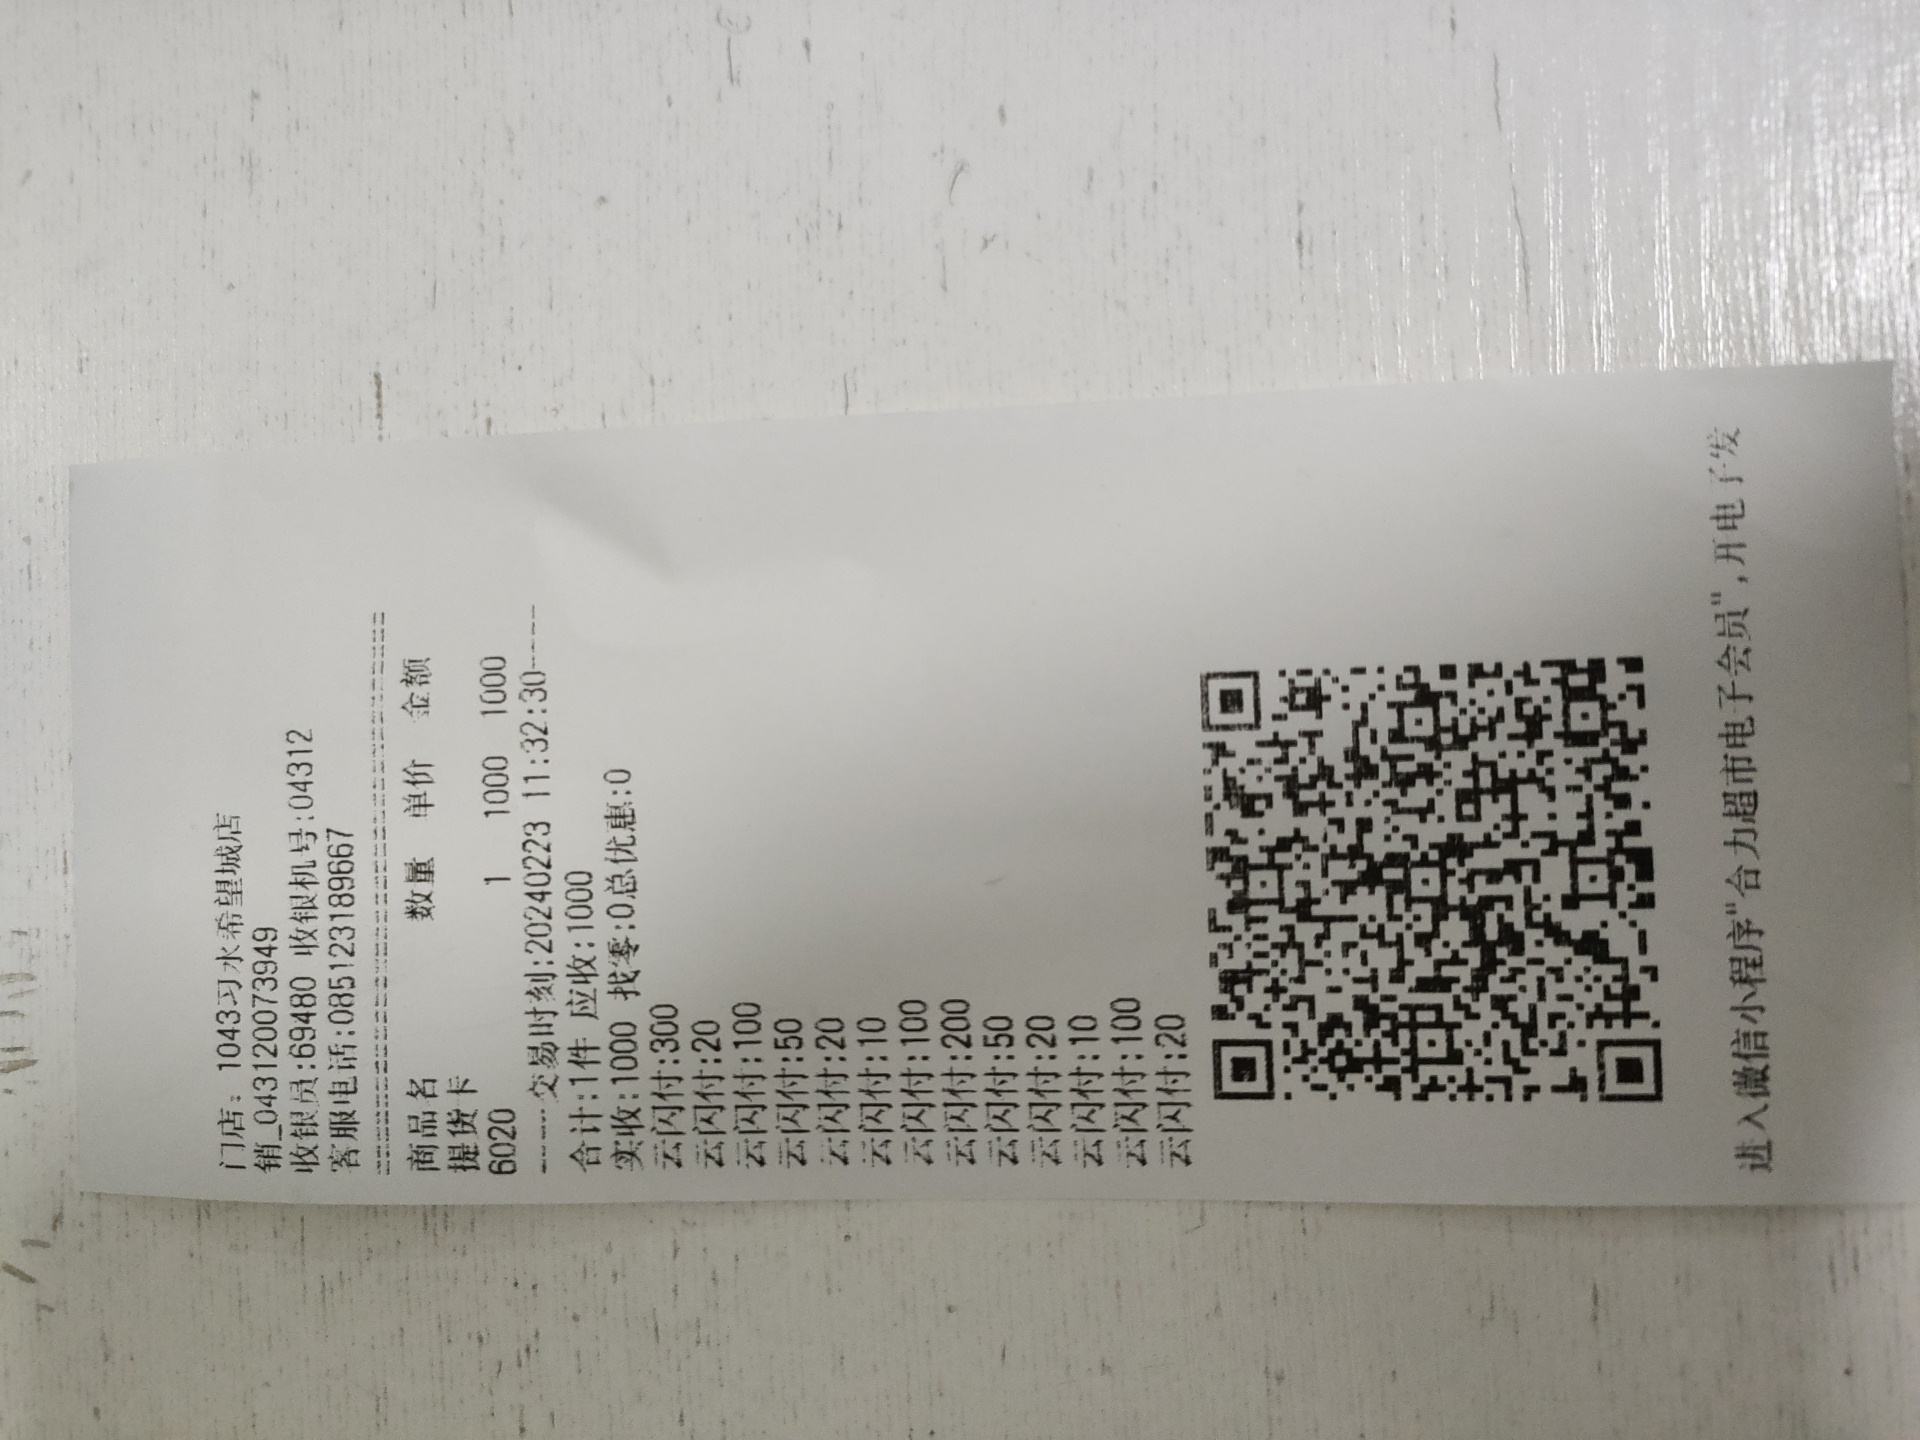 门店: 1043习水希望城店
销_043120073949
收银员:69480 收银机号:04312
客服电话:085123189667
================================
商品名 数量 单价 金额
提货卡
6020 1 1000 1000
-----交易时刻:20240223 11:32:30-----
合计:1件 应收:1000
实收:1000 找零:0总优惠:0
云闪付:300
云闪付:20
云闪付:100
云闪付:50
云闪付:20
云闪付:10
云闪付:100
云闪付:200
云闪付:50
云闪付:20
云闪付:10
云闪付:100
云闪付:20
进入微信小程序"合力超市电子会员",开电子发